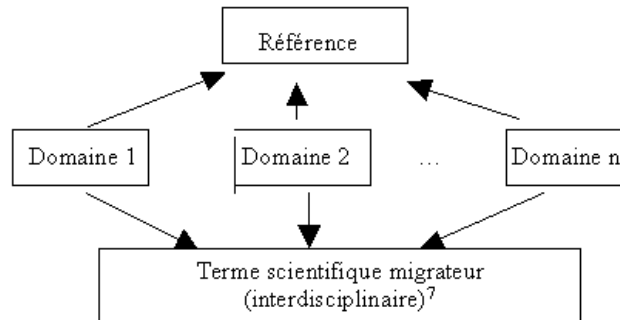 Référence
Domaine 1 Domaine 2 ... Domaine n
Terme scientifique migrateur
(interdisciplinaire)⁷